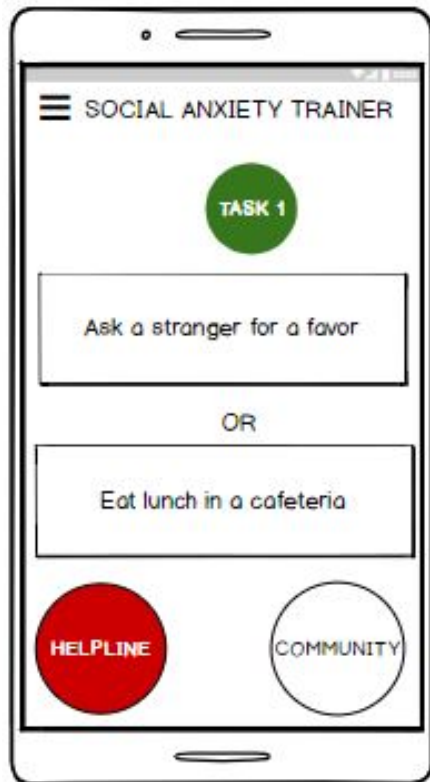 SOCIAL ANXIETY TRAINER
TASK 1
Ask a stranger for a favor
OR
Eat lunch in a cafeteria
HELPLINE
COMMUNITY